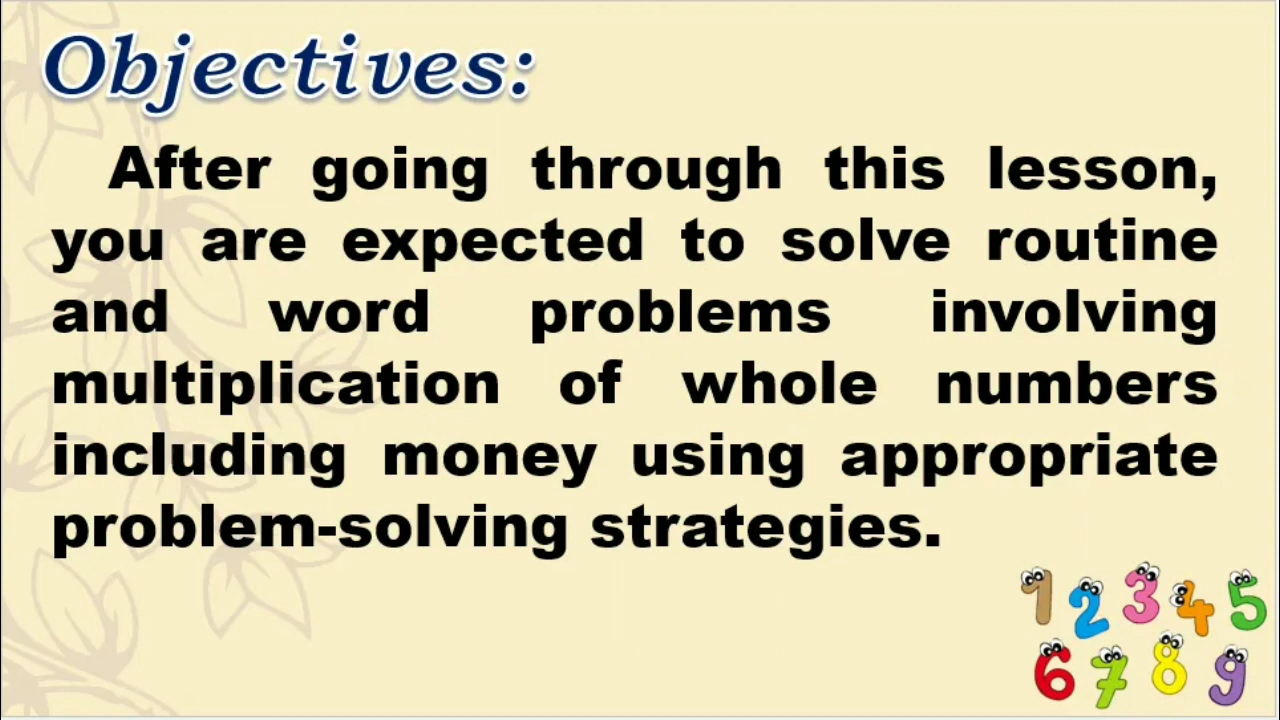 Objectives:
After going through this lesson,
you are expected to solve routine
and word problems involving
multiplication of whole numbers
including money using appropriate
problem-solving strategies.
1 2 3 4 5
6 7 8 9